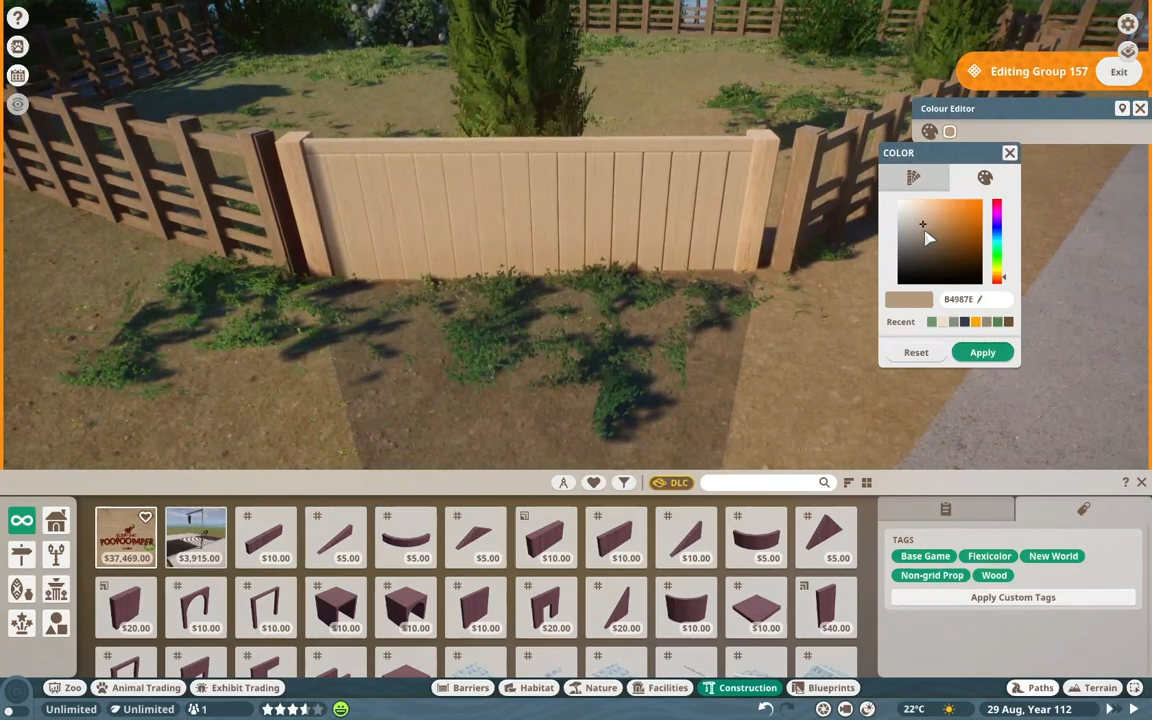 ?
Editing Group 157
Exit
Colour Editor
COLOR
B4987E
Recent
Reset
Apply
DLC
?
POOPOOPAPER
$37,469.00
$3,915.00
$10.00
$5.00
$5.00
$5.00
$10.00
$10.00
$10.00
$5.00
$5.00
$20.00
$10.00
$10.00
$10.00
$10.00
$10.00
$20.00
$20.00
$10.00
$10.00
$40.00
TAGS
Base Game
Flexicolor
New World
Non-grid Prop
Wood
Apply Custom Tags
Zoo
Animal Trading
Exhibit Trading
Barriers
Habitat
Nature
Facilities
Construction
Blueprints
Paths
Terrain
Unlimited
Unlimited
1
22°C
29 Aug, Year 112